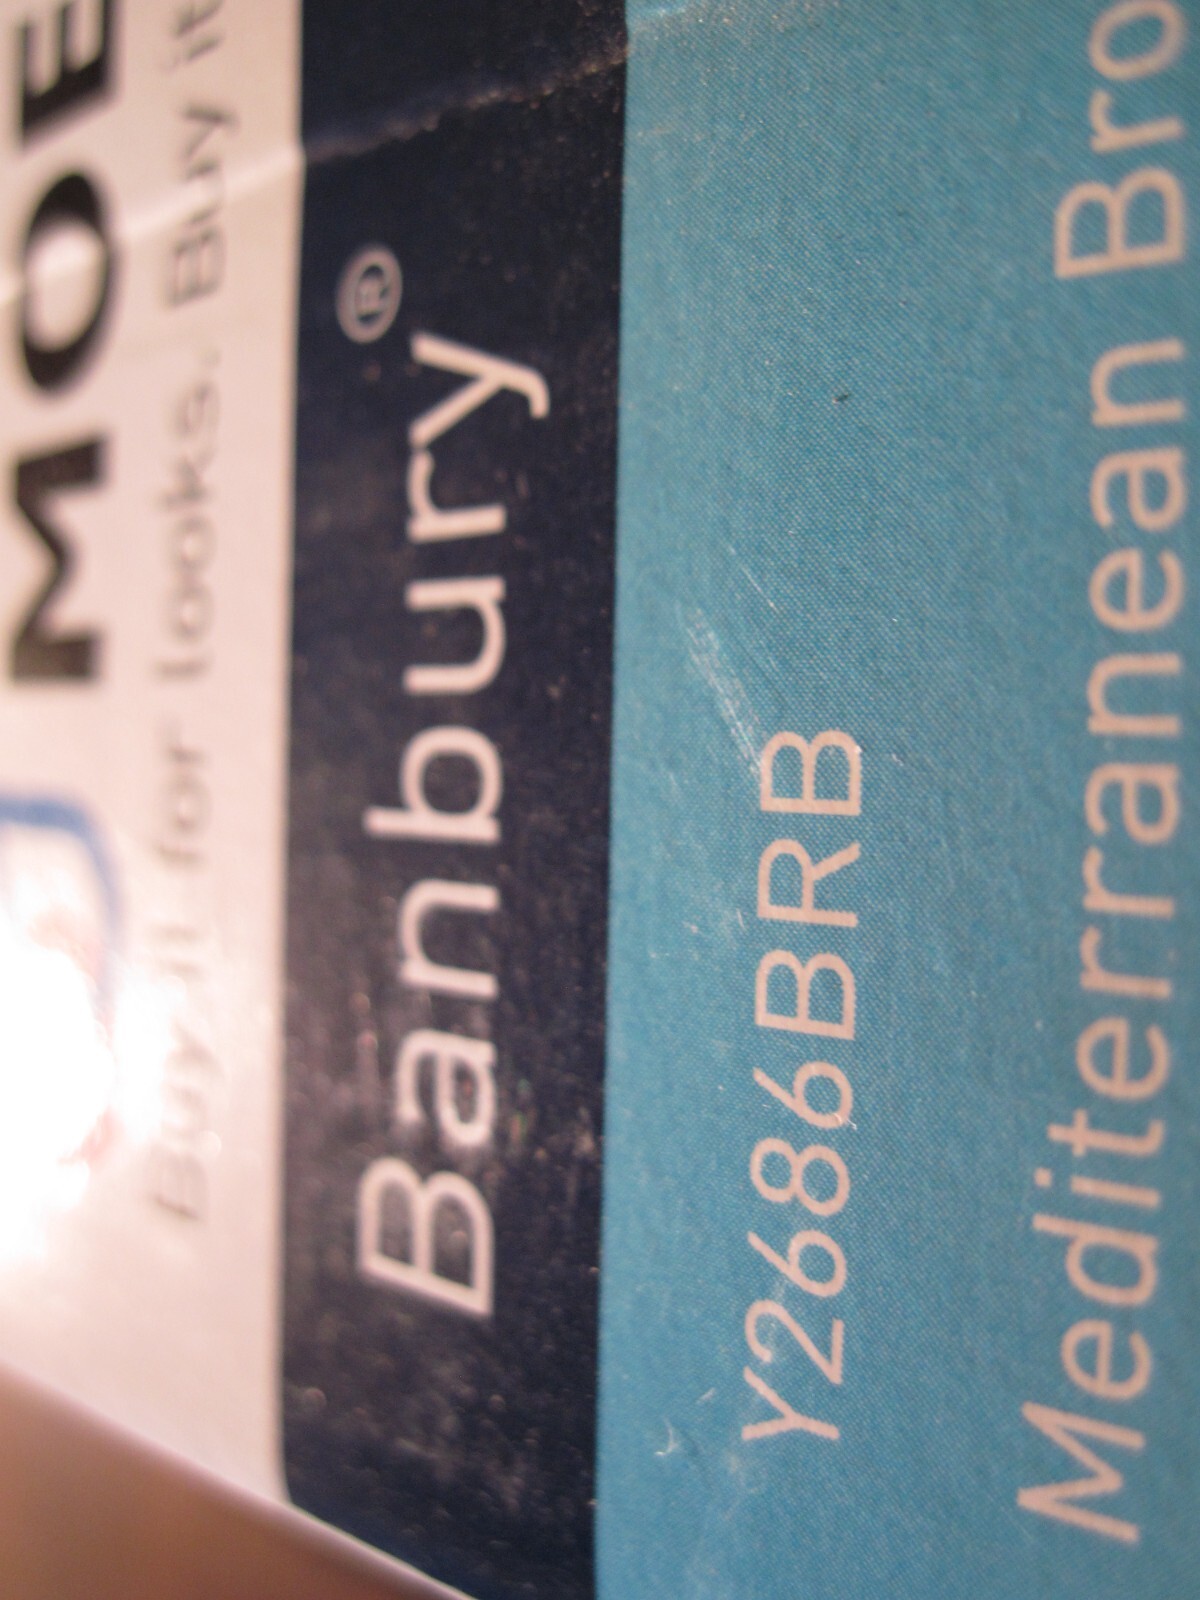 MOE
Buy it for looks. Buy it
Banbury®
Y2686BRB
Mediterranean Bro